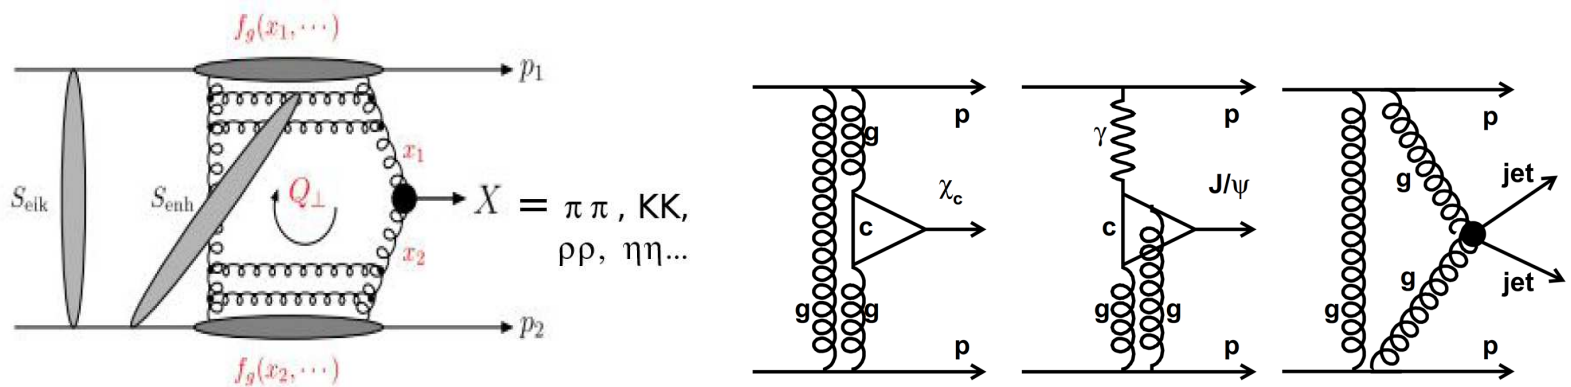 f_g(x_1, ···)
p_1
S_eik
S_enh
Q_⊥
x_1
x_2
X = π π , KK,
ρρ, ηη...
p_2
f_g(x_2, ···)
p
g
χ_c
c
g
g
p
p
γ
J/ψ
c
g
g
p
p
g
jet
g
jet
g
p